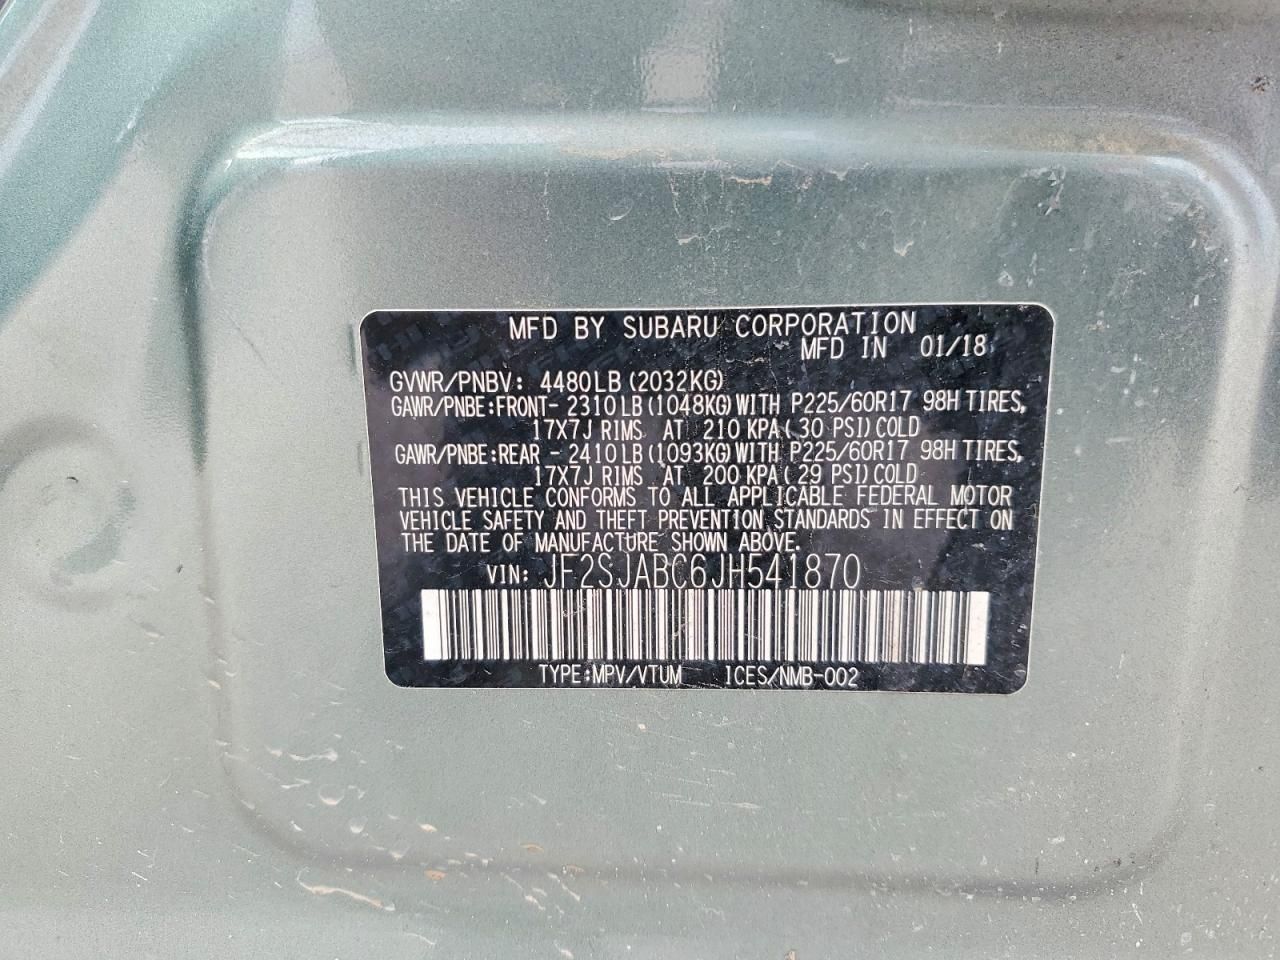 MFD BY SUBARU CORPORATION
MFD IN 01/18
GVWR/PNBV: 4480LB (2032KG)
GAWR/PNBE:FRONT- 2310LB (1048KG) WITH P225/60R17 98H TIRES,
17X7J RIMS AT 210 KPA( 30 PSI) COLD
GAWR/PNBE:REAR - 2410LB (1093KG) WITH P225/60R17 98H TIRES,
17X7J RIMS AT 200 KPA( 29 PSI) COLD
THIS VEHICLE CONFORMS TO ALL APPLICABLE FEDERAL MOTOR
VEHICLE SAFETY AND THEFT PREVENTION STANDARDS IN EFFECT ON
THE DATE OF MANUFACTURE SHOWN ABOVE.
VIN: JF2SJABC6JH541870
TYPE:MPV/VTUM ICES/NMB-002